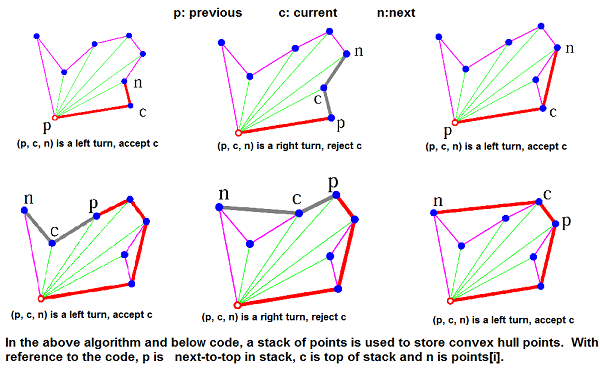 p: previous c: current n:next
n
c
p
(p, c, n) is a left turn, accept c
n
c
p
(p, c, n) is a right turn, reject c
n
c
p
(p, c, n) is a left turn, accept c
n
p
c
(p, c, n) is a left turn, accept c
n
p
c
(p, c, n) is a right turn, reject c
n
c
p
(p, c, n) is a left turn, accept c
In the above algorithm and below code, a stack of points is used to store convex hull points. With
reference to the code, p is next-to-top in stack, c is top of stack and n is points[i].